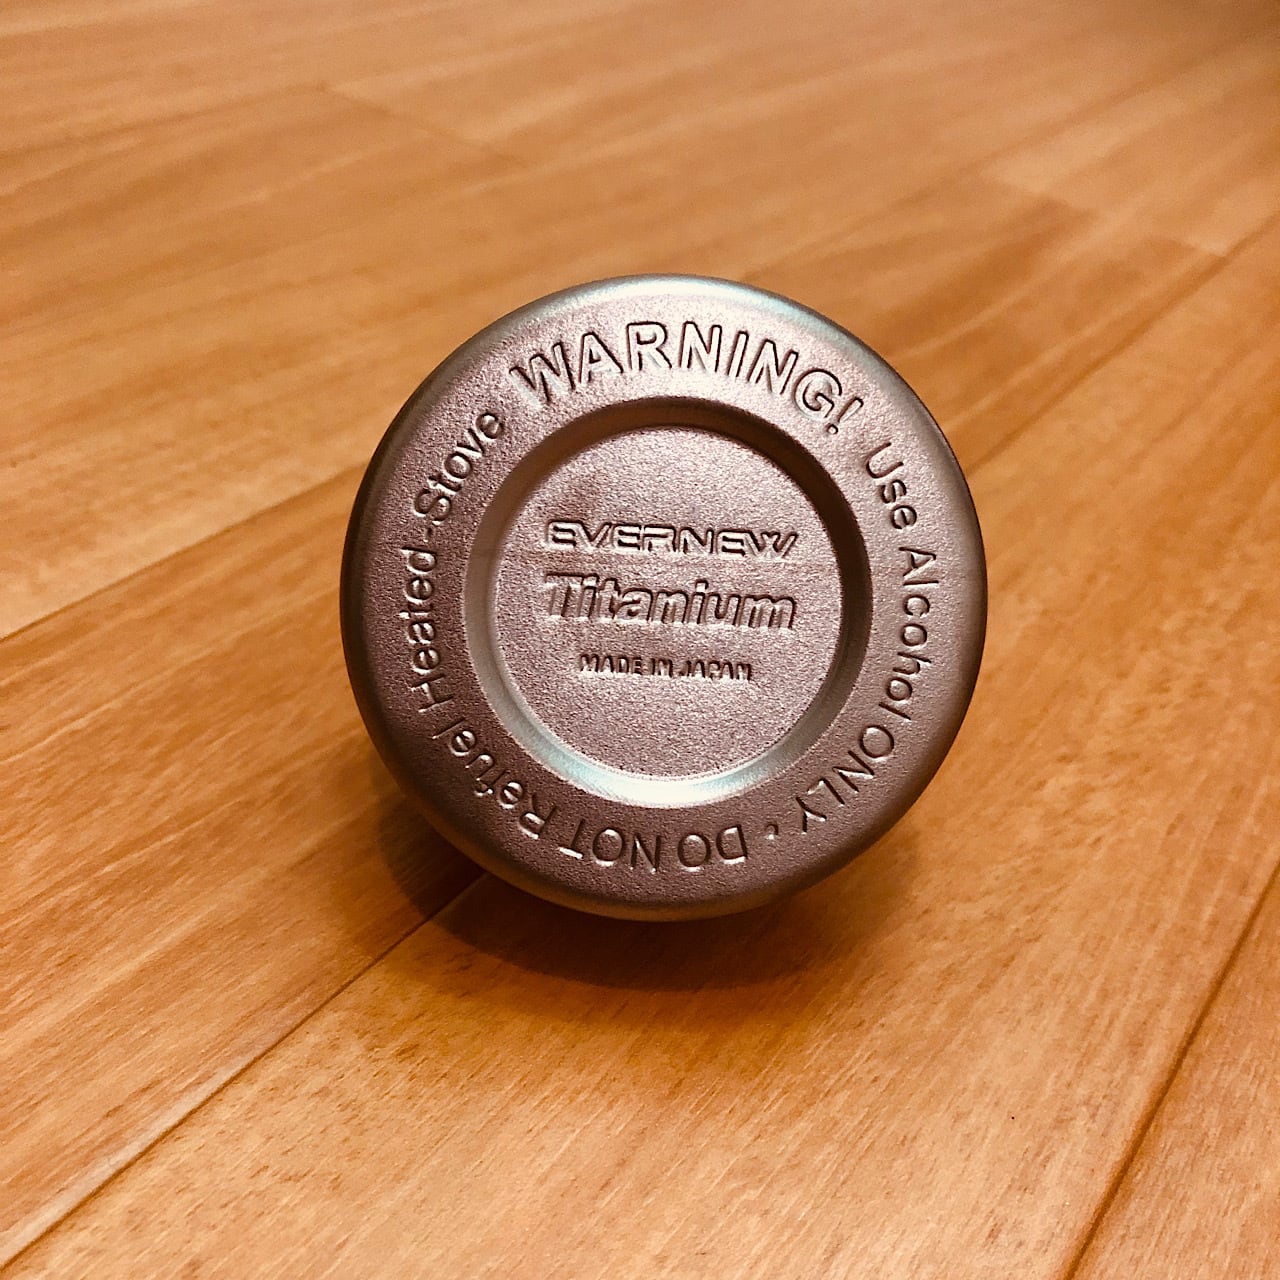 WARNING! Use Alcohol ONLY • DO NOT Refuel Heated-Stove
EVERNEW
Titanium
MADE IN JAPAN